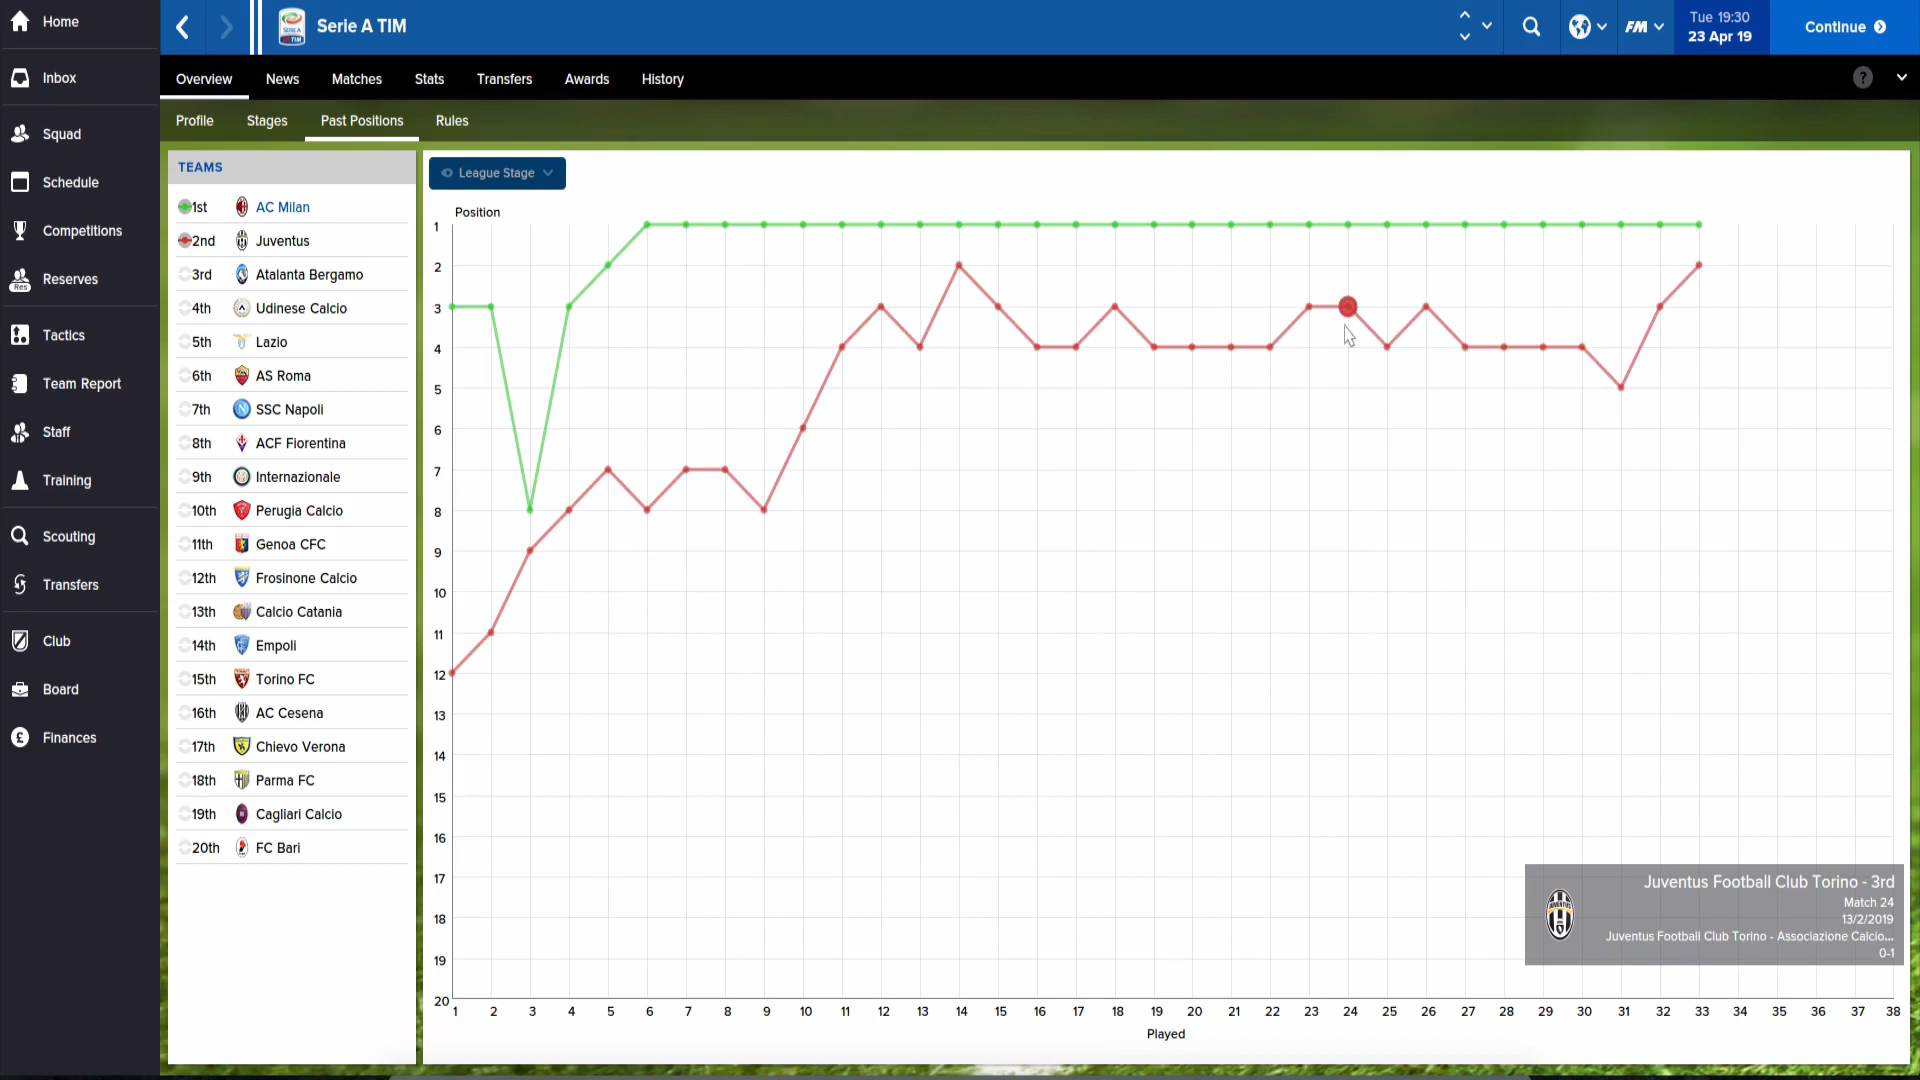 Home
Inbox
Squad
Schedule
Competitions
Res
Reserves
Tactics
Team Report
Staff
Training
Scouting
Transfers
Club
Board
Finances
Serie A TIM
FM
Tue 19:30
23 Apr 19
Continue
Overview News Matches Stats Transfers Awards History
?
Profile Stages Past Positions Rules
TEAMS
1st AC Milan
2nd Juventus
3rd Atalanta Bergamo
4th Udinese Calcio
5th Lazio
6th AS Roma
7th SSC Napoli
8th ACF Fiorentina
9th Internazionale
10th Perugia Calcio
11th Genoa CFC
12th Frosinone Calcio
13th Calcio Catania
14th Empoli
15th Torino FC
16th AC Cesena
17th Chievo Verona
18th Parma FC
19th Cagliari Calcio
20th FC Bari
League Stage
Position
1
2
3
4
5
6
7
8
9
10
11
12
13
14
15
16
17
18
19
20
1 2 3 4 5 6 7 8 9 10 11 12 13 14 15 16 17 18 19 20 21 22 23 24 25 26 27 28 29 30 31 32 33 34 35 36 37 38
Played
Juventus Football Club Torino - 3rd
Match 24
13/2/2019
Juventus Football Club Torino - Associazione Calcio...
0-1